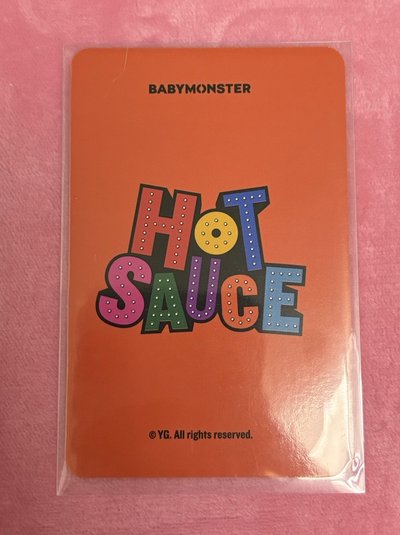 BABYMONSTER
HOT
SAUCE
© YG. All rights reserved.